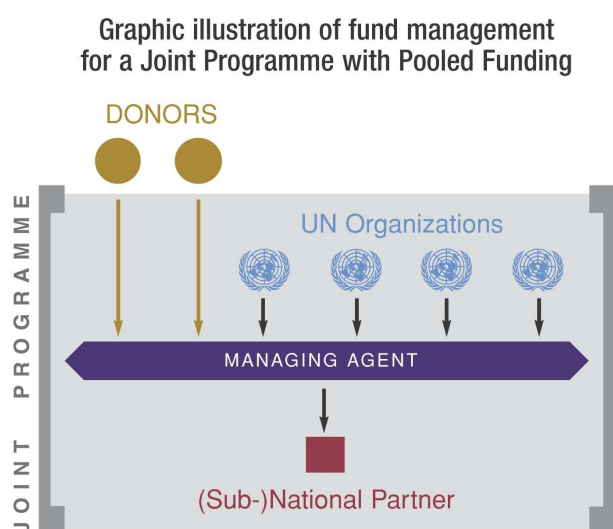 Graphic illustration of fund management
for a Joint Programme with Pooled Funding
DONORS
JOINT PROGRAMME
UN Organizations
MANAGING AGENT
(Sub-)National Partner